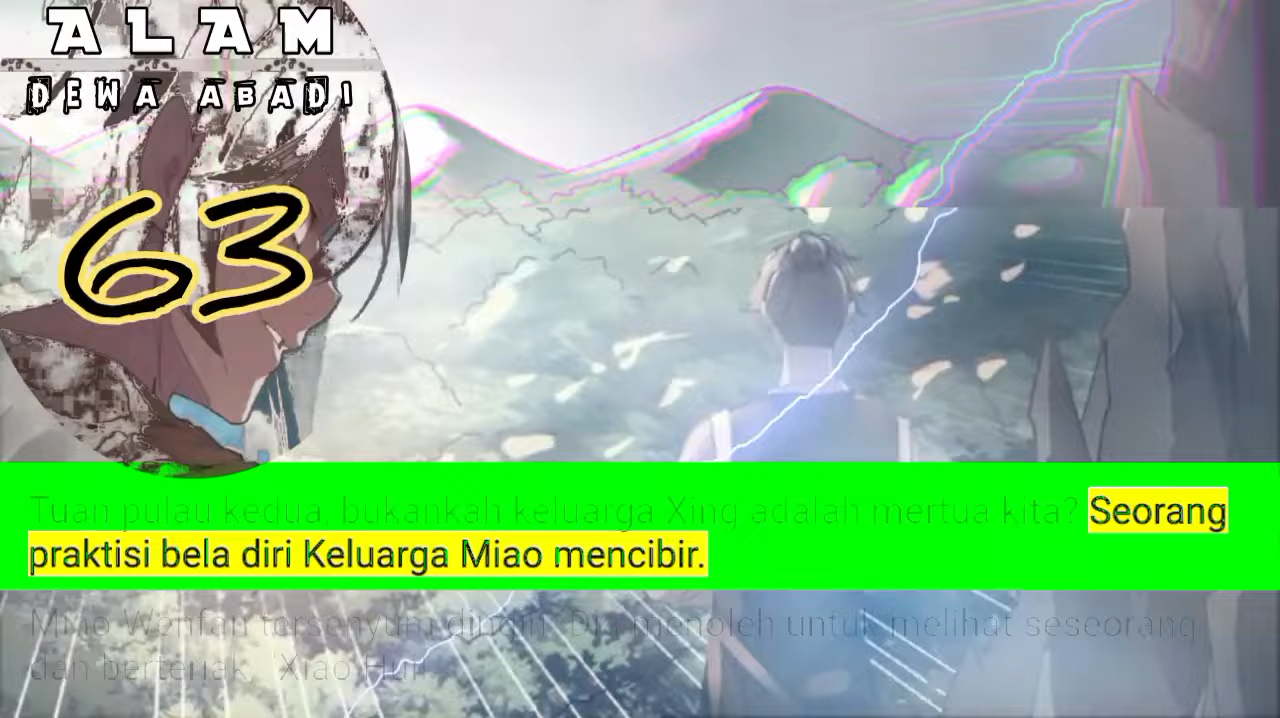 ALAM
DEWA ABADI
63
Tuan pulau kedua, bukankah keluarga Xing adalah mertua kita? Seorang
praktisi bela diri Keluarga Miao mencibir.
Miao Wenfan tersenyum dingin. Dia menoleh untuk melihat seseorang
dan berteriak, 'Xiao Hu!